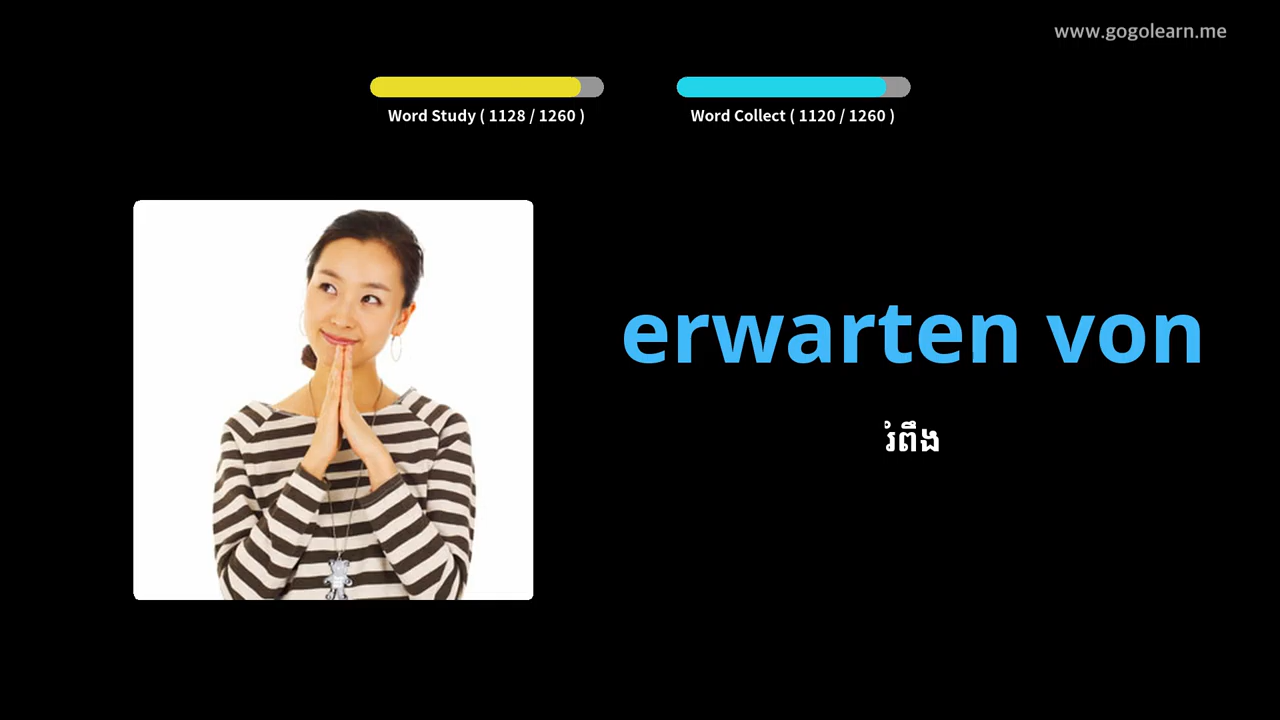 www.gogolearn.me
Word Study ( 1128 / 1260 )
Word Collect ( 1120 / 1260 )
erwarten von
រំពឹង